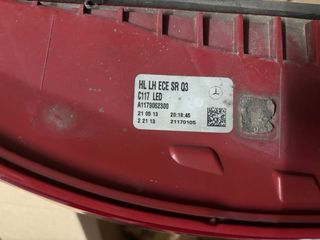 HL LH ECE SR 03
C117 LED
A1179062300
21 05 13 20:18:45
2 21 13 21170105